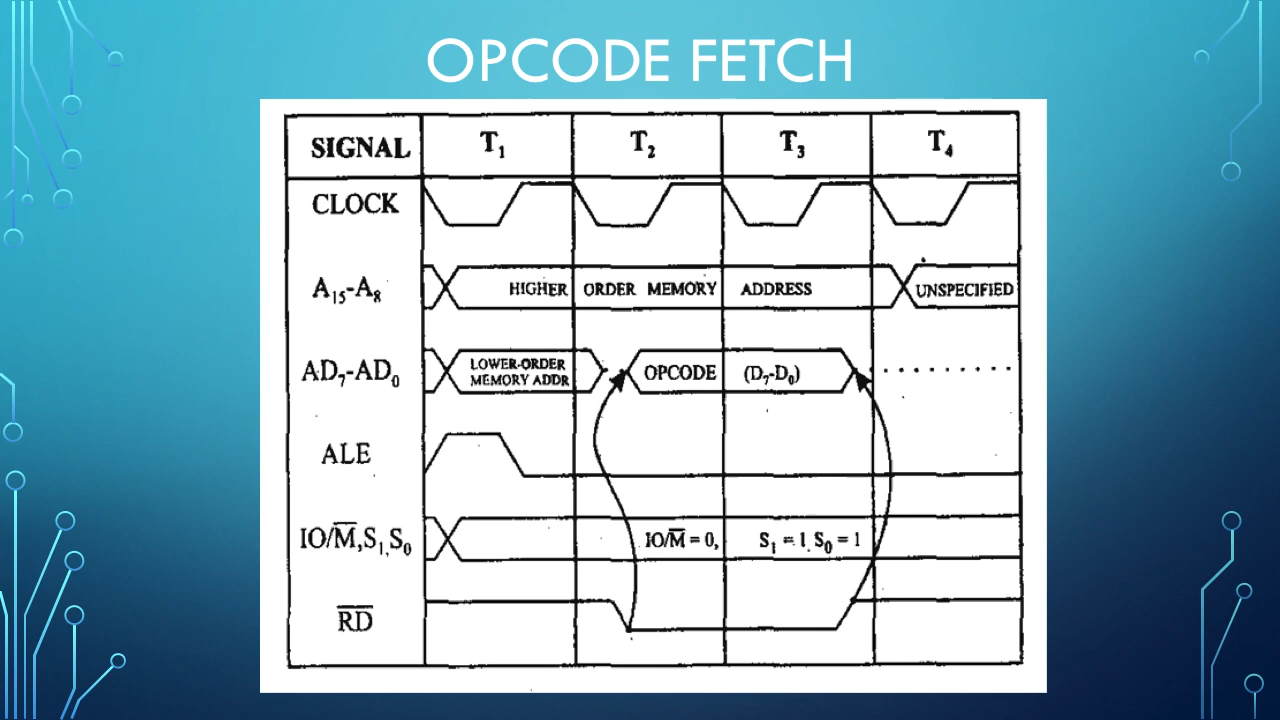 OPCODE FETCH
SIGNAL T₁ T₂ T₃ T₄
CLOCK
A₁₅-A₈ HIGHER ORDER MEMORY ADDRESS UNSPECIFIED
AD₇-AD₀ LOWER-ORDER
MEMORY ADDR OPCODE (D₇-D₀)
ALE
IO/M̅,S₁,S₀ IO/M̅ = 0, S₁ = 1, S₀ = 1
R̅D̅